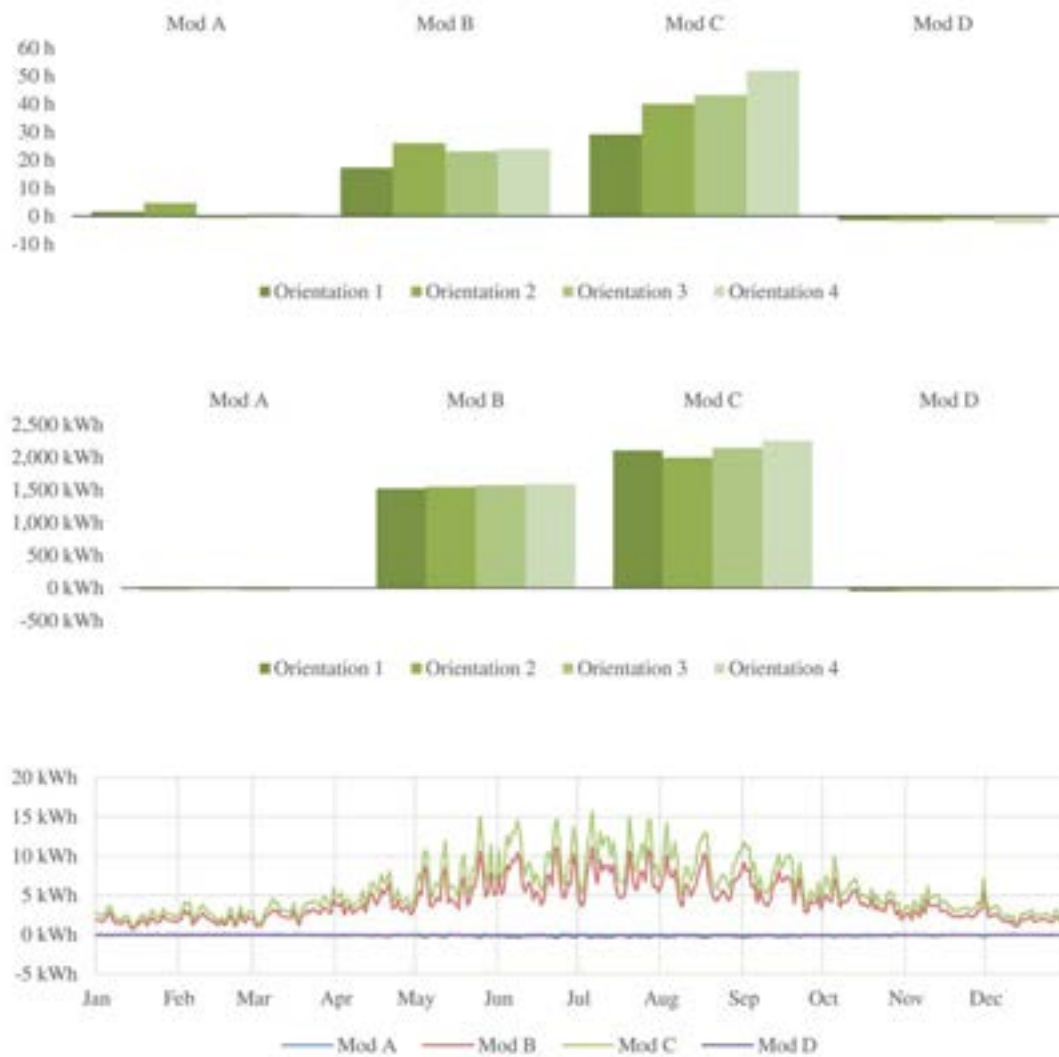 Mod A Mod B Mod C Mod D
60 h
50 h
40 h
30 h
20 h
10 h
0 h
-10 h
Orientation 1 Orientation 2 Orientation 3 Orientation 4
Mod A Mod B Mod C Mod D
2,500 kWh
2,000 kWh
1,500 kWh
1,000 kWh
500 kWh
0 kWh
-500 kWh
Orientation 1 Orientation 2 Orientation 3 Orientation 4
20 kWh
15 kWh
10 kWh
5 kWh
0 kWh
-5 kWh
Jan Feb Mar Apr May Jun Jul Aug Sep Oct Nov Dec
Mod A Mod B Mod C Mod D